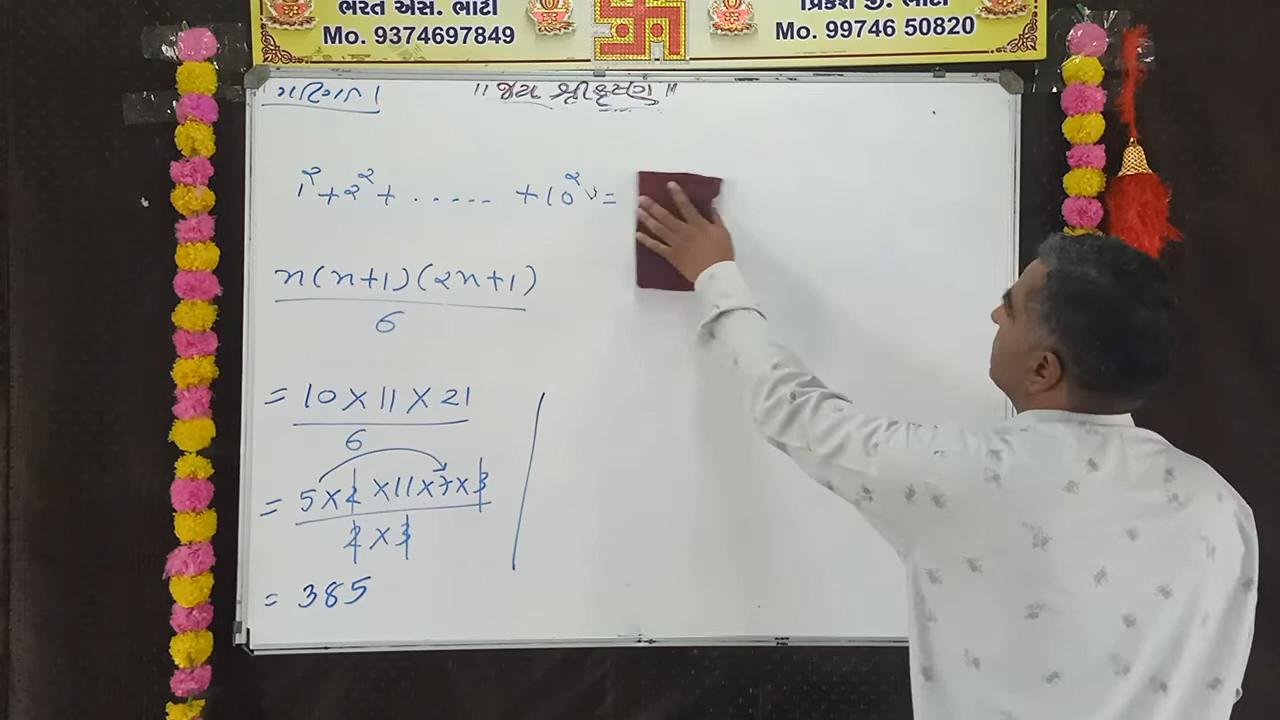 ભરત એસ. ભાટી
પ્રિકેશ જી. ભાટી
Mo. 9374697849
Mo. 99746 50820
ગણિત 1
"જય શ્રીકૃષ્ણ"
1² + 2² + ..... + 10² =
n(n+1)(2n+1)
6
= 10 × 11 × 21
6
= 5 × 2 × 11 × 7 × 3
2 × 3
= 385